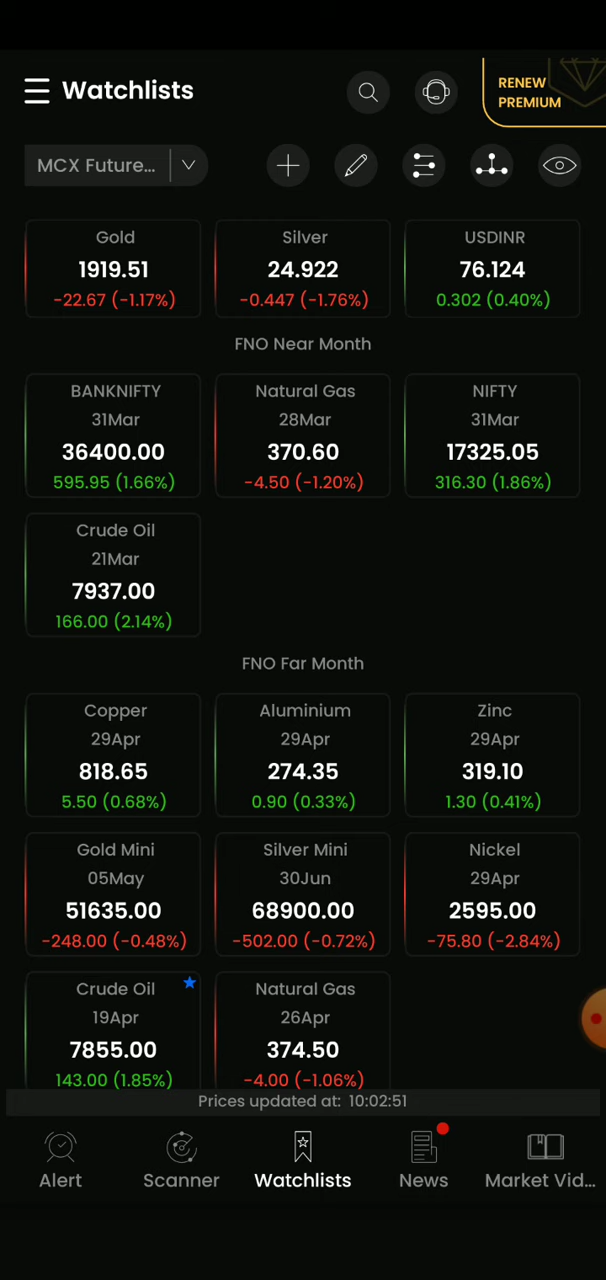 Watchlists
RENEW
PREMIUM
MCX Future...
Gold
1919.51
-22.67 (-1.17%)
Silver
24.922
-0.447 (-1.76%)
USDINR
76.124
0.302 (0.40%)
FNO Near Month
BANKNIFTY
31Mar
36400.00
595.95 (1.66%)
Natural Gas
28Mar
370.60
-4.50 (-1.20%)
NIFTY
31Mar
17325.05
316.30 (1.86%)
Crude Oil
21Mar
7937.00
166.00 (2.14%)
FNO Far Month
Copper
29Apr
818.65
5.50 (0.68%)
Aluminium
29Apr
274.35
0.90 (0.33%)
Zinc
29Apr
319.10
1.30 (0.41%)
Gold Mini
05May
51635.00
-248.00 (-0.48%)
Silver Mini
30Jun
68900.00
-502.00 (-0.72%)
Nickel
29Apr
2595.00
-75.80 (-2.84%)
Crude Oil
19Apr
7855.00
143.00 (1.85%)
Natural Gas
26Apr
374.50
-4.00 (-1.06%)
Prices updated at: 10:02:51
Alert
Scanner
Watchlists
News
Market Vid...